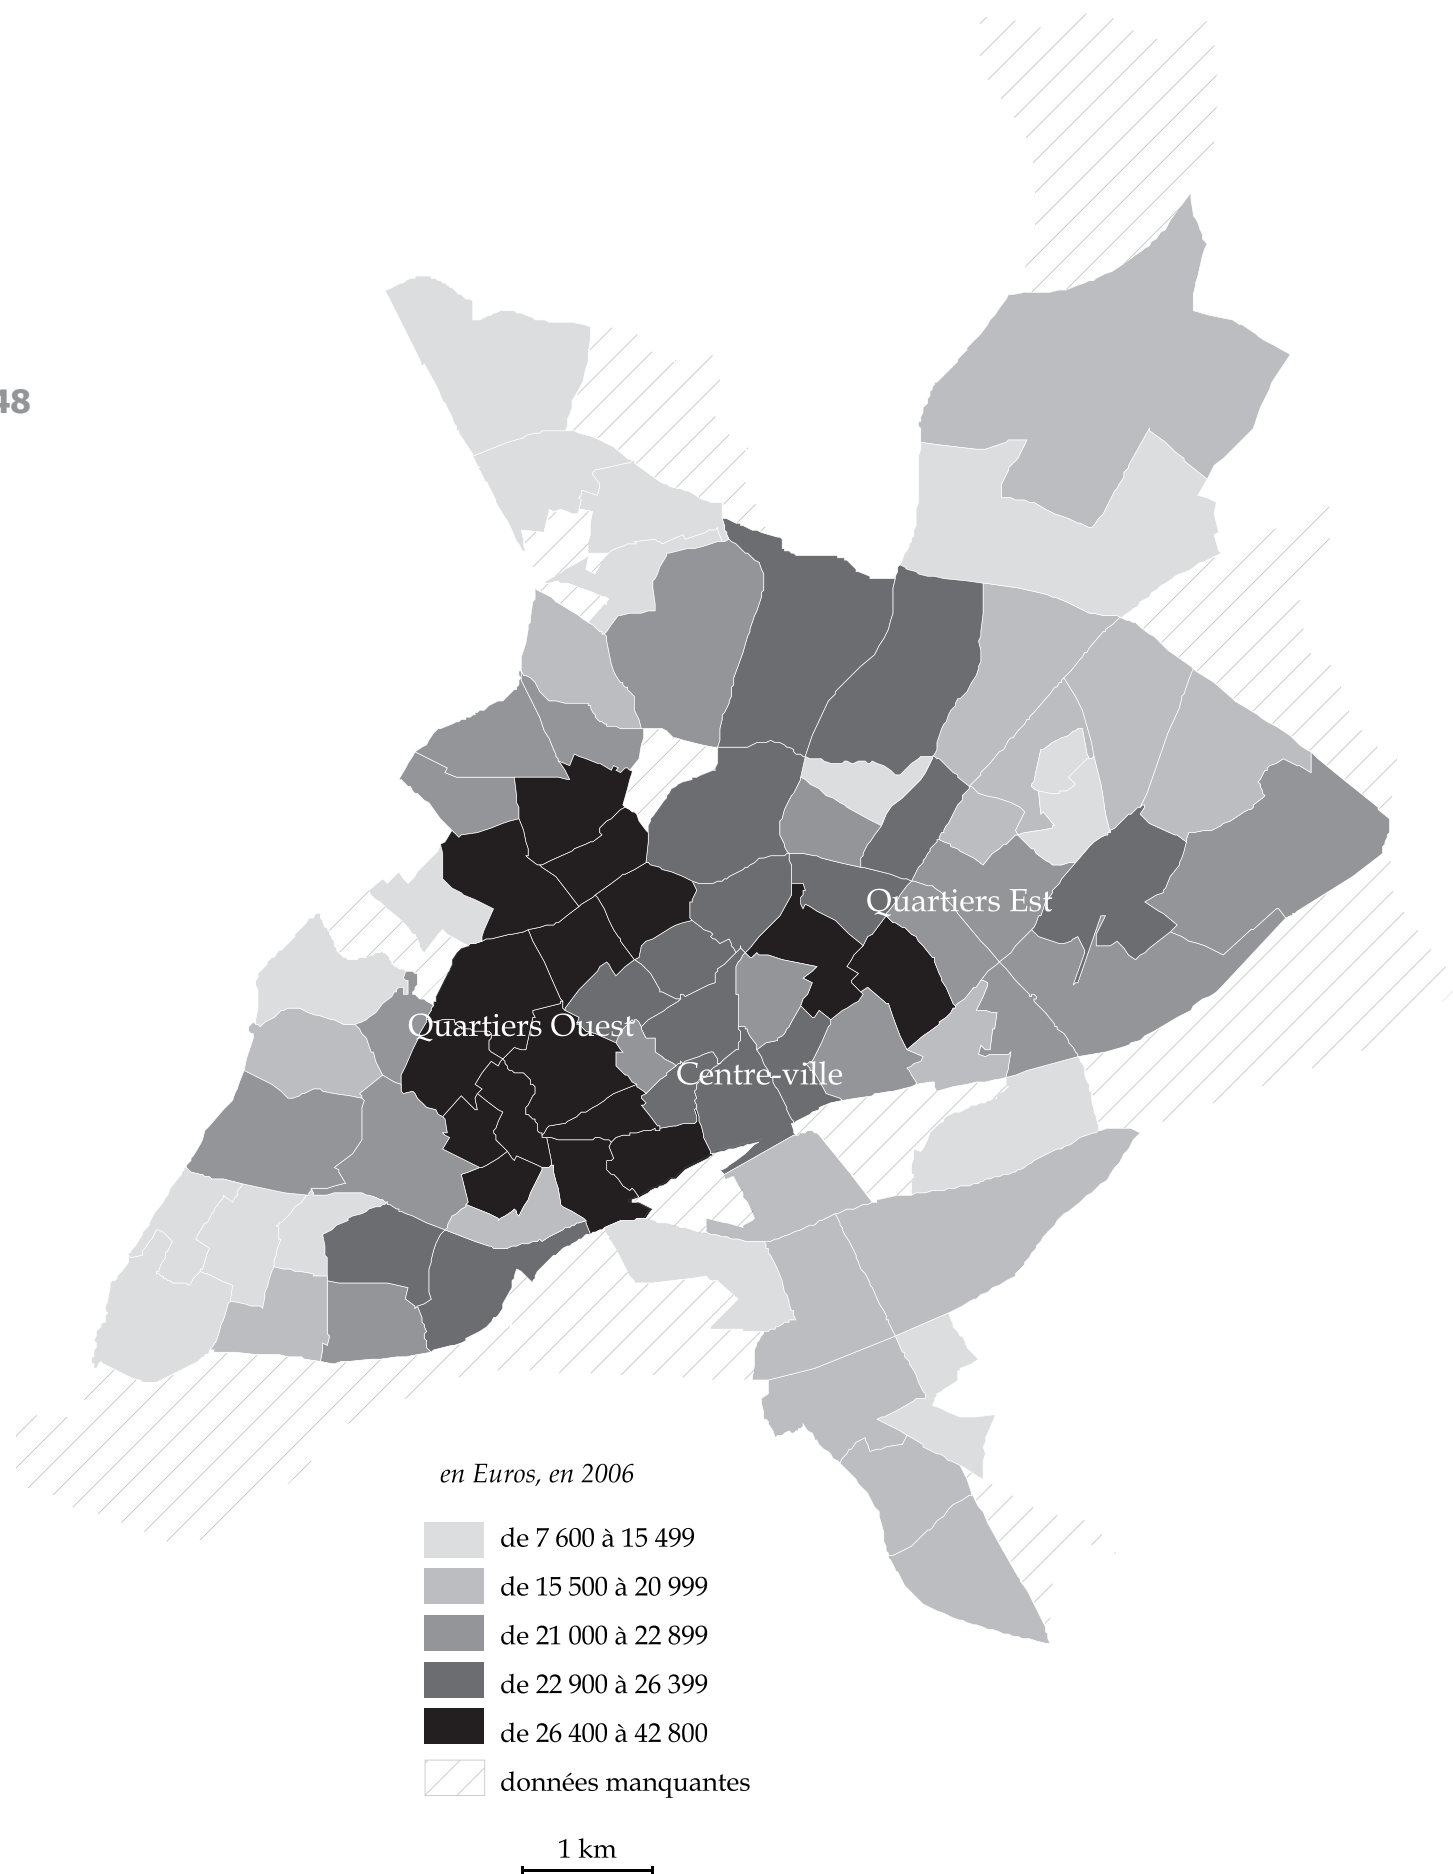 48
Quartiers Est
Quartiers Ouest
Centre-ville
en Euros, en 2006
de 7 600 à 15 499
de 15 500 à 20 999
de 21 000 à 22 899
de 22 900 à 26 399
de 26 400 à 42 800
données manquantes
1 km